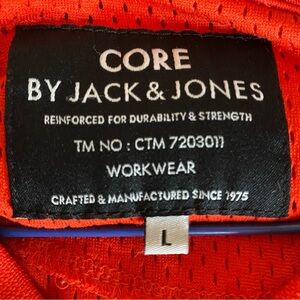 CORE
BY JACK & JONES
REINFORCED FOR DURABILITY & STRENGTH
TM NO : CTM 7203011
WORKWEAR
CRAFTED & MANUFACTURED SINCE 1975
L